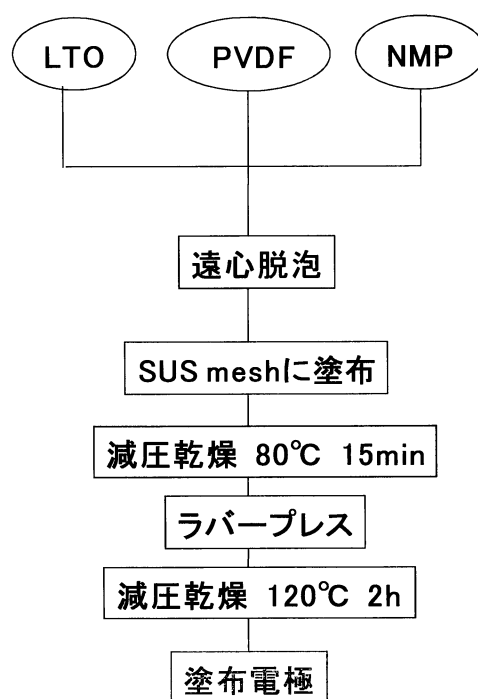 LTO
PVDF
NMP
遠心脱泡
SUS meshに塗布
減圧乾燥 80℃ 15min
ラバープレス
減圧乾燥 120℃ 2h
塗布電極